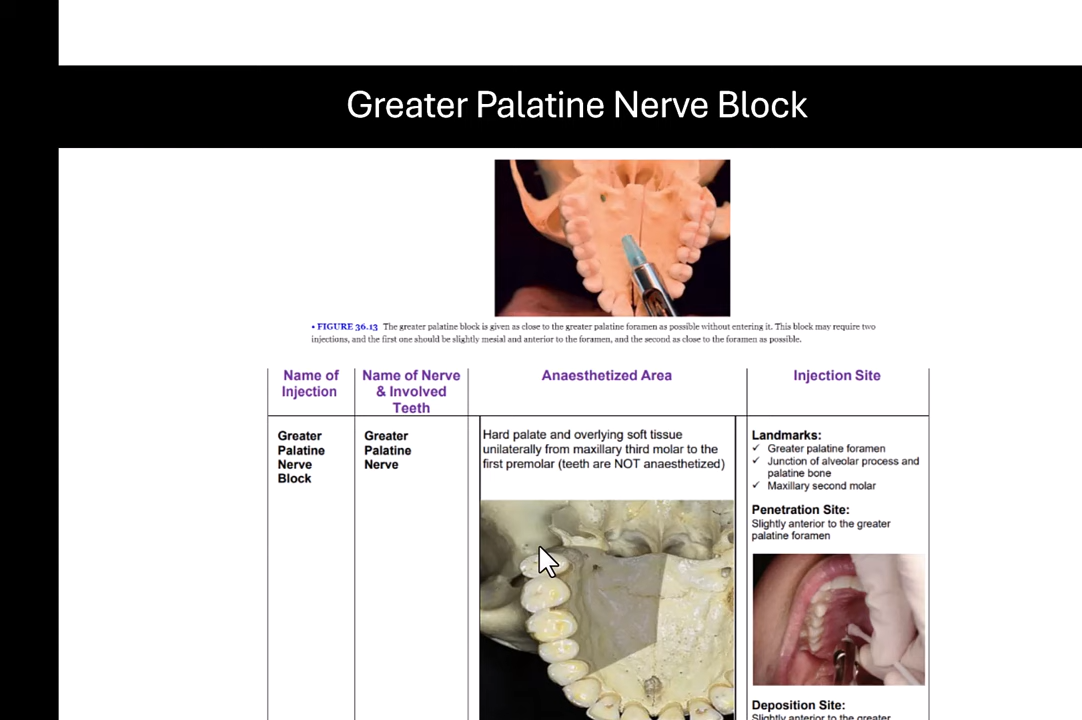 Greater Palatine Nerve Block
• FIGURE 36.13 The greater palatine block is given as close to the greater palatine foramen as possible without entering it. This block may require two
injections, and the first one should be slightly mesial and anterior to the foramen, and the second as close to the foramen as possible.
Name of
Injection
Name of Nerve
& Involved
Teeth
Anaesthetized Area
Injection Site
Greater
Palatine
Nerve
Block
Greater
Palatine
Nerve
Hard palate and overlying soft tissue
unilaterally from maxillary third molar to the
first premolar (teeth are NOT anaesthetized)
Landmarks:
✓ Greater palatine foramen
✓ Junction of alveolar process and
palatine bone
✓ Maxillary second molar
Penetration Site:
Slightly anterior to the greater
palatine foramen
Deposition Site:
Slightly anterior to the greater